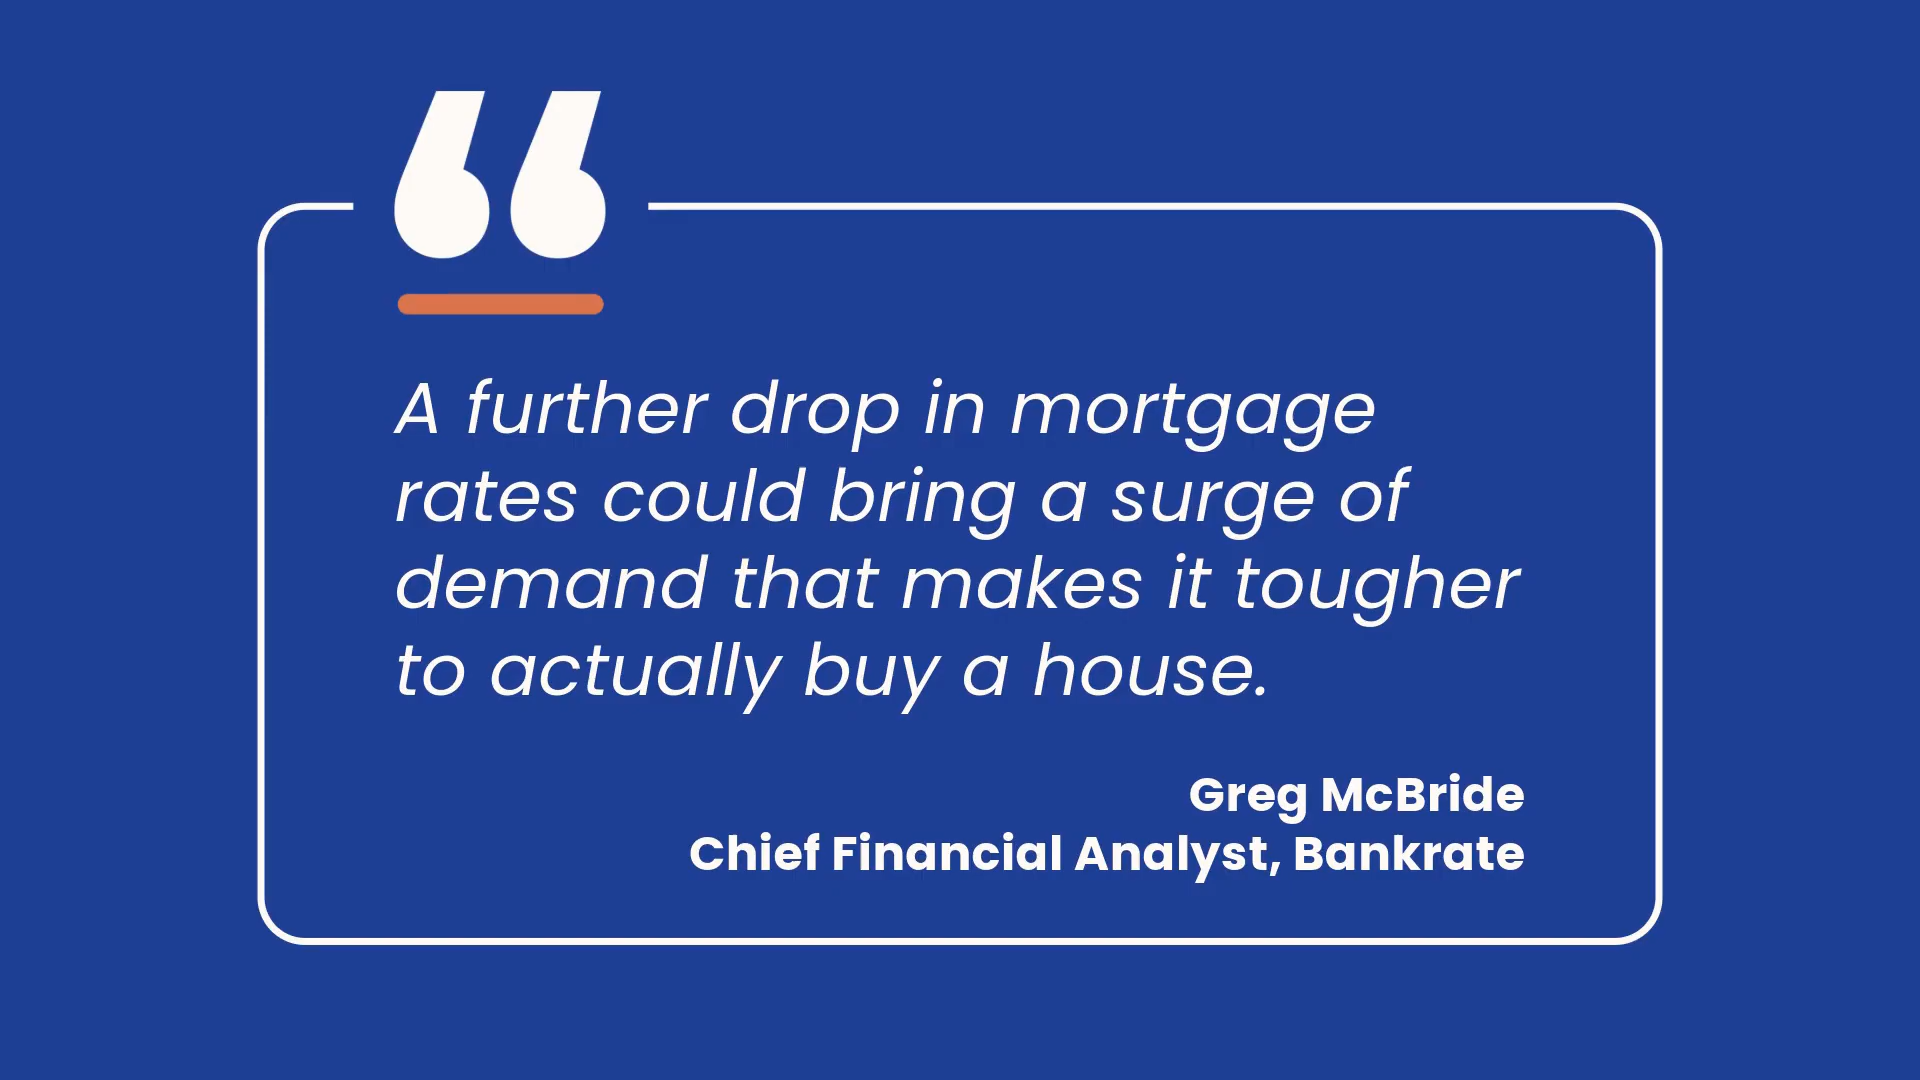 “
A further drop in mortgage
rates could bring a surge of
demand that makes it tougher
to actually buy a house.
Greg McBride
Chief Financial Analyst, Bankrate